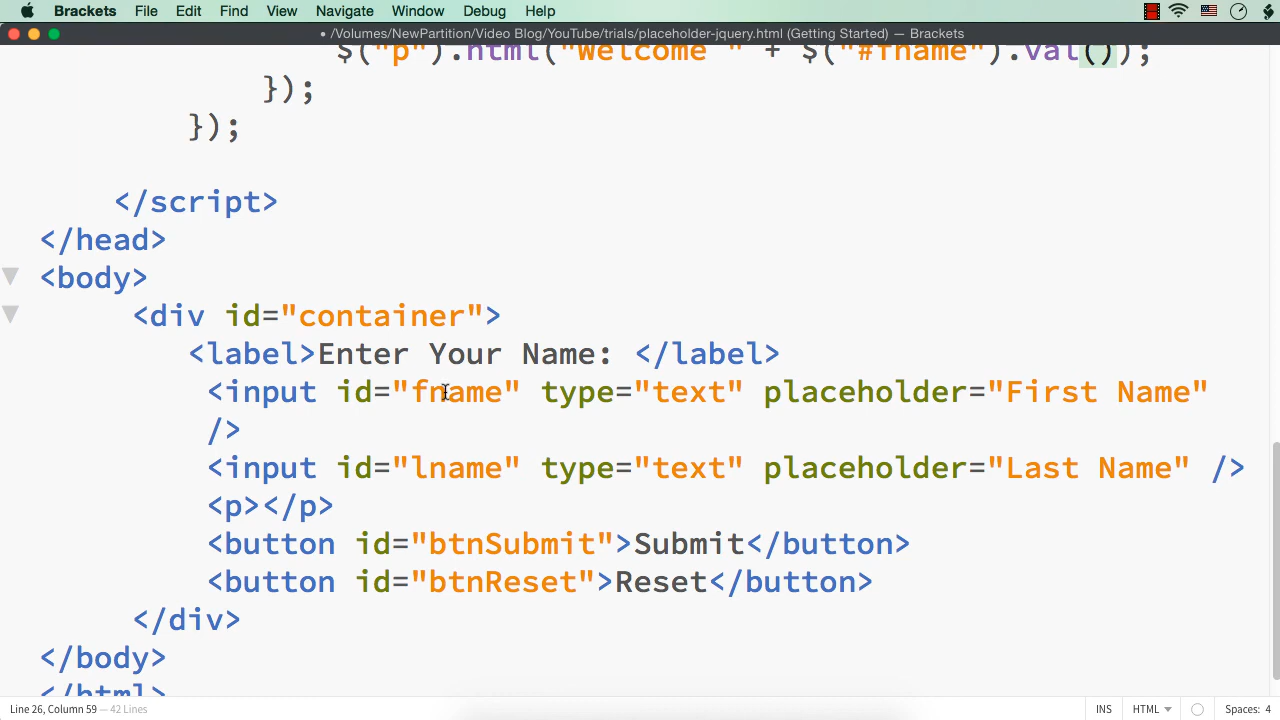 Brackets File Edit Find View Navigate Window Debug Help
• /Volumes/NewPartition/Video Blog/YouTube/trials/placeholder-jquery.html (Getting Started) — Brackets
$("p").html("Welcome " + $("#fname").val());
});
});
</script>
</head>
<body>
<div id="container">
<label>Enter Your Name: </label>
<input id="fname" type="text" placeholder="First Name"
/>
<input id="lname" type="text" placeholder="Last Name" />
<p></p>
<button id="btnSubmit">Submit</button>
<button id="btnReset">Reset</button>
</div>
</body>
</html>
Line 26, Column 59 — 42 Lines INS HTML Spaces: 4